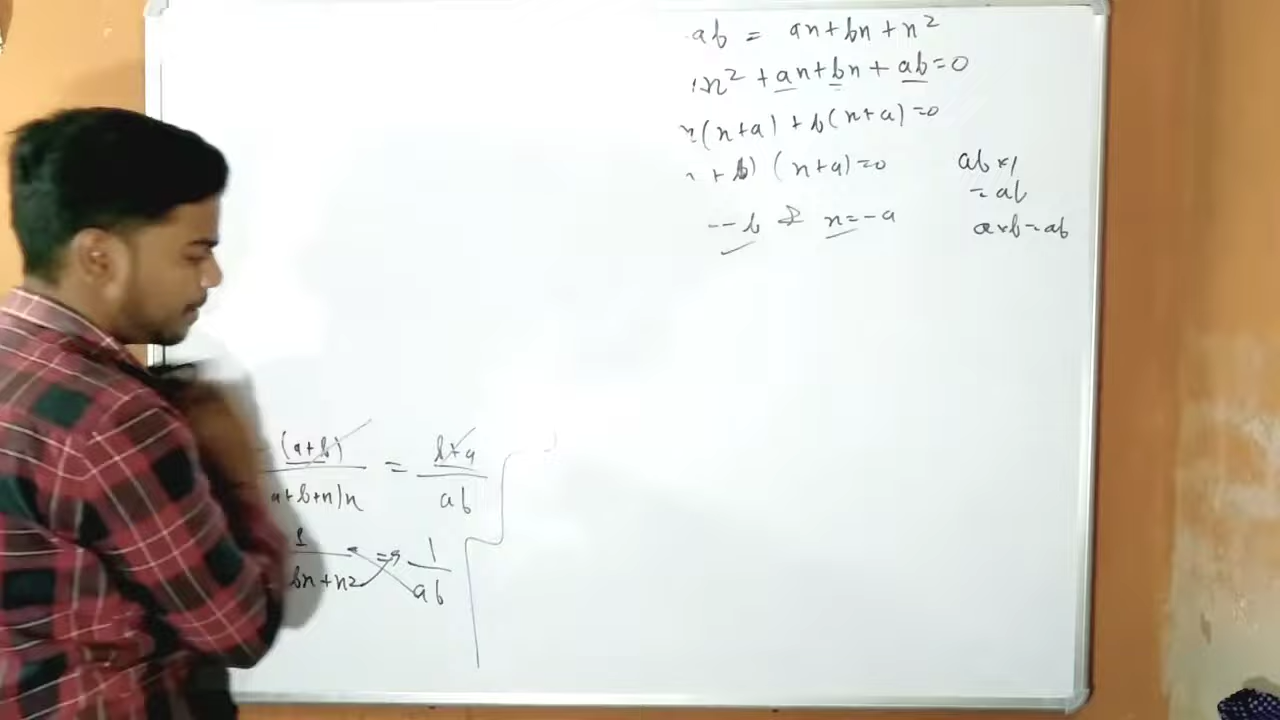 ab = an+bn+n²
n² + an+bn + ab=0
(n+a) + b(n+a)=0
+ b) (n+a)=0
--b & n=-a
ab×1
= ab
a×b=ab
(a+b) = b+a
a+b+n)n ab
1 = 1
bn+n² ab